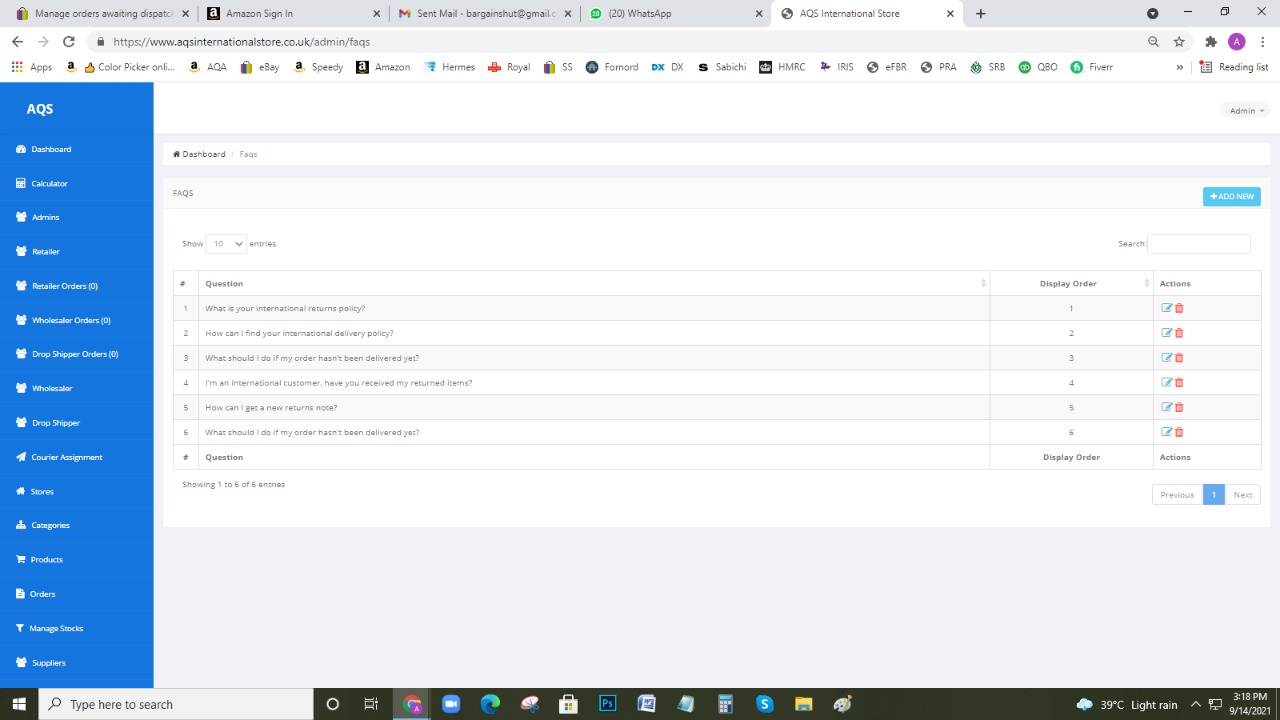 Manage orders awaiting dispatch
Amazon Sign In
Sent Mail - bargainshut@gmail.c
(20) WhatsApp
AQS International Store
https://www.aqsinternationalstore.co.uk/admin/faqs
A
Apps
Color Picker onli...
AQA
eBay
Speedy
Amazon
Hermes
Royal
SS
Fornord
DX
Sabichi
HMRC
IRIS
eFBR
PRA
SRB
QBO
Fiverr
»
Reading list
AQS
Admin
Dashboard
Calculator
Admins
Retailer
Retailer Orders (0)
Wholesaler Orders (0)
Drop Shipper Orders (0)
Wholesaler
Drop Shipper
Courier Assignment
Stores
Categories
Products
Orders
Manage Stocks
Suppliers
Dashboard / Faqs
FAQS
+ ADD NEW
Show 10 entries
Search:
# Question Display Order Actions
1 What is your international returns policy? 1
2 How can I find your international delivery policy? 2
3 What should I do if my order hasn't been delivered yet? 3
4 I'm an international customer, have you received my returned items? 4
5 How can I get a new returns note? 5
6 What should I do if my order hasn't been delivered yet? 6
# Question Display Order Actions
Showing 1 to 6 of 6 entries
Previous 1 Next
Type here to search
39°C Light rain
3:18 PM
9/14/2021